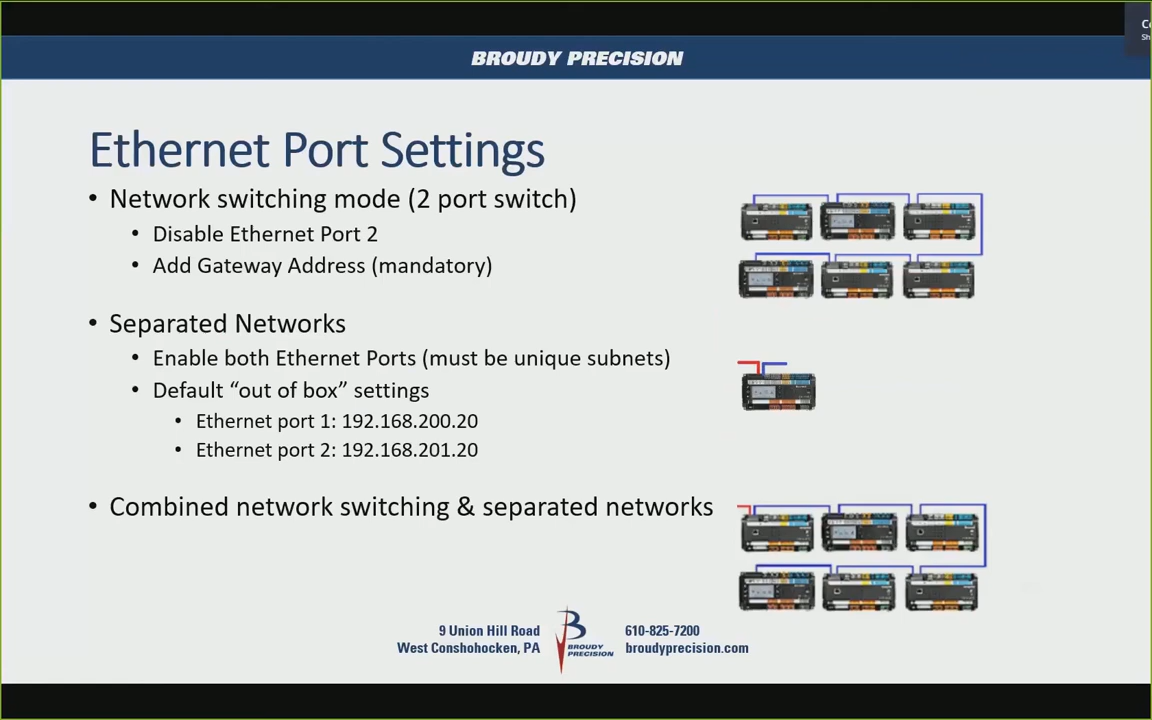 Co
Sh
BROUDY PRECISION
Ethernet Port Settings
• Network switching mode (2 port switch)
• Disable Ethernet Port 2
• Add Gateway Address (mandatory)
• Separated Networks
• Enable both Ethernet Ports (must be unique subnets)
• Default “out of box” settings
• Ethernet port 1: 192.168.200.20
• Ethernet port 2: 192.168.201.20
• Combined network switching & separated networks
9 Union Hill Road
West Conshohocken, PA
B
BROUDY
PRECISION
610-825-7200
broudyprecision.com